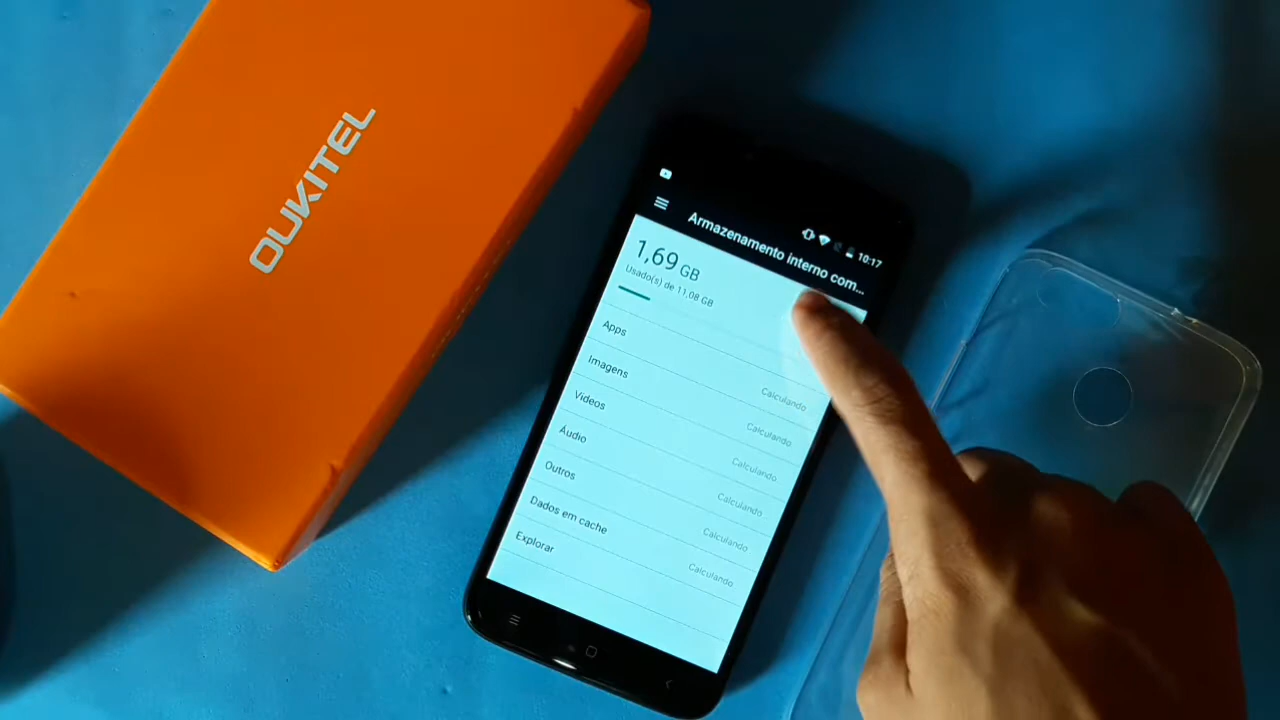 OUKITEL
10:17
Armazenamento interno com...
1,69 GB
Usado(s) de 11,08 GB
Apps
Calculando
Imagens
Calculando
Vídeos
Calculando
Áudio
Calculando
Outros
Calculando
Dados em cache
Calculando
Explorar